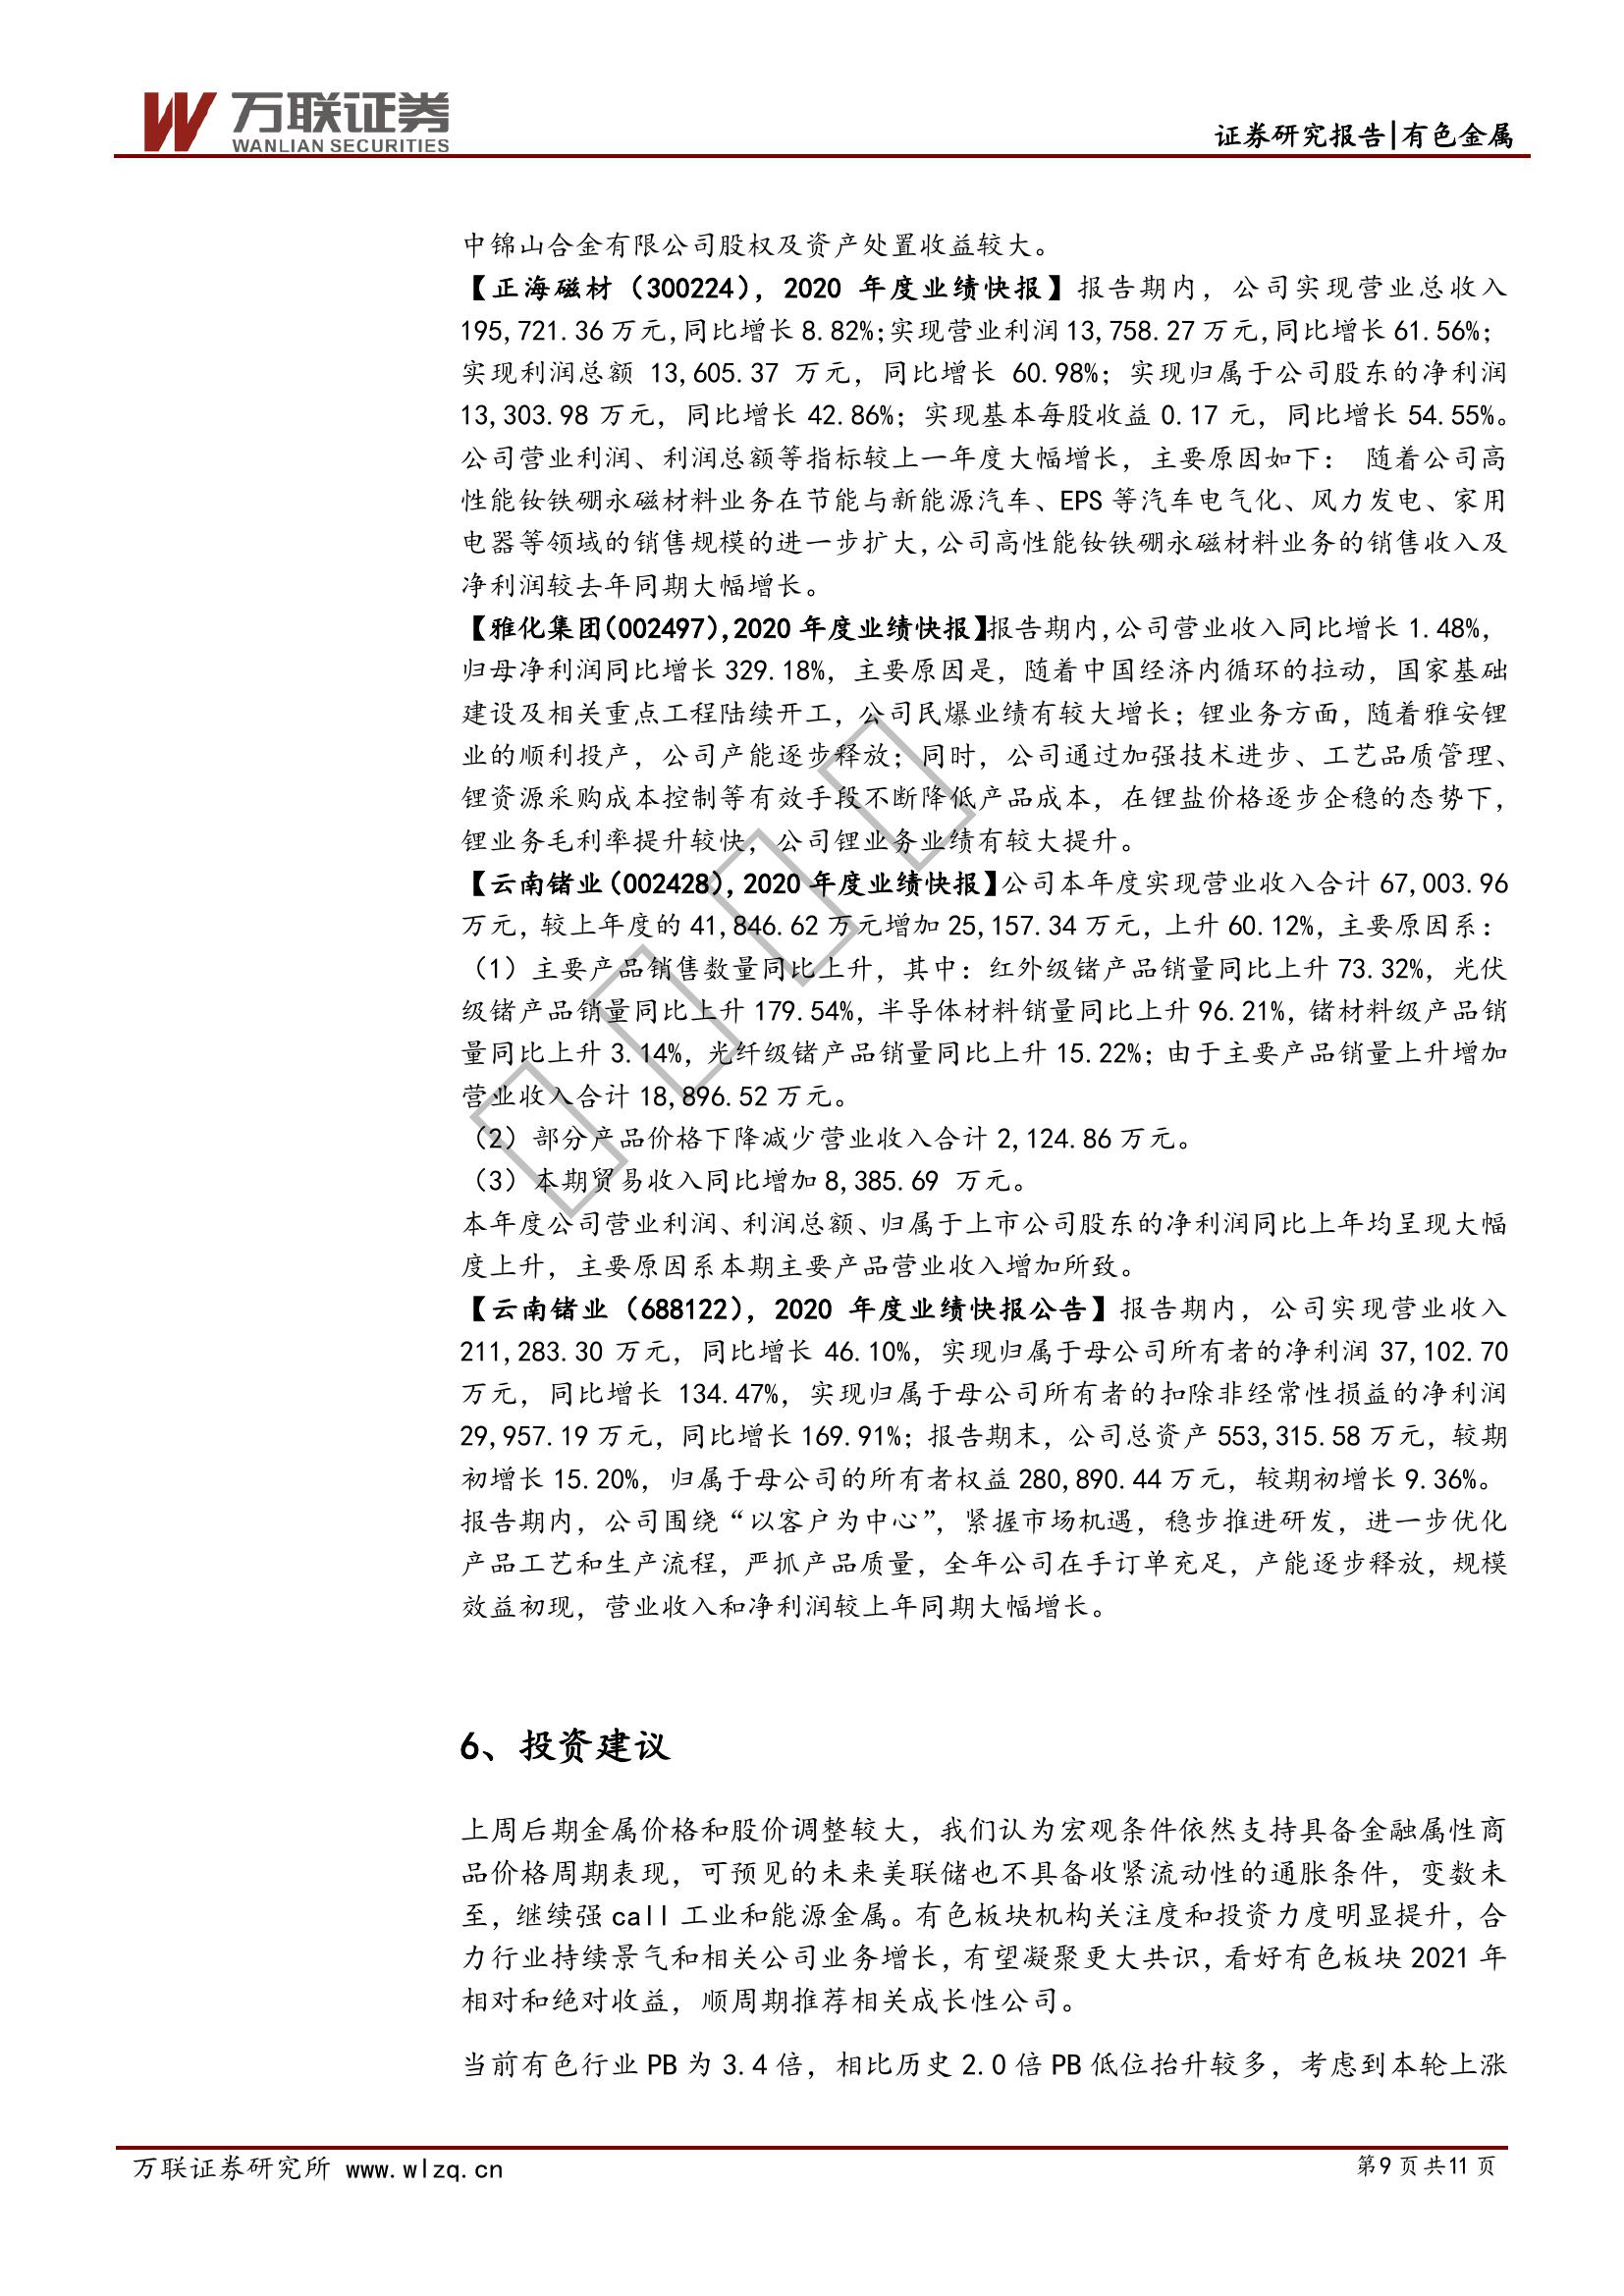 万联证券
WANLIAN SECURITIES
证券研究报告|有色金属
中锦山合金有限公司股权及资产处置收益较大。
【正海磁材（300224），2020 年度业绩快报】报告期内，公司实现营业总收入
195,721.36万元,同比增长8.82%;实现营业利润13,758.27万元,同比增长61.56%；
实现利润总额 13,605.37 万元，同比增长 60.98%；实现归属于公司股东的净利润
13,303.98 万元，同比增长 42.86%；实现基本每股收益 0.17 元，同比增长 54.55%。
公司营业利润、利润总额等指标较上一年度大幅增长，主要原因如下： 随着公司高
性能钕铁硼永磁材料业务在节能与新能源汽车、EPS 等汽车电气化、风力发电、家用
电器等领域的销售规模的进一步扩大,公司高性能钕铁硼永磁材料业务的销售收入及
净利润较去年同期大幅增长。
【雅化集团(002497),2020 年度业绩快报】报告期内,公司营业收入同比增长 1.48%，
归母净利润同比增长 329.18%，主要原因是，随着中国经济内循环的拉动，国家基础
建设及相关重点工程陆续开工，公司民爆业绩有较大增长；锂业务方面，随着雅安锂
业的顺利投产，公司产能逐步释放；同时，公司通过加强技术进步、工艺品质管理、
锂资源采购成本控制等有效手段不断降低产品成本，在锂盐价格逐步企稳的态势下，
锂业务毛利率提升较快，公司锂业务业绩有较大提升。
【云南锗业（002428），2020 年度业绩快报】公司本年度实现营业收入合计 67,003.96
万元，较上年度的 41,846.62 万元增加 25,157.34 万元，上升 60.12%，主要原因系：
（1）主要产品销售数量同比上升，其中：红外级锗产品销量同比上升 73.32%，光伏
级锗产品销量同比上升 179.54%，半导体材料销量同比上升 96.21%，锗材料级产品销
量同比上升 3.14%，光纤级锗产品销量同比上升 15.22%；由于主要产品销量上升增加
营业收入合计 18,896.52 万元。
（2）部分产品价格下降减少营业收入合计 2,124.86 万元。
（3）本期贸易收入同比增加 8,385.69 万元。
本年度公司营业利润、利润总额、归属于上市公司股东的净利润同比上年均呈现大幅
度上升，主要原因系本期主要产品营业收入增加所致。
【云南锗业（688122），2020 年度业绩快报公告】报告期内，公司实现营业收入
211,283.30 万元，同比增长 46.10%，实现归属于母公司所有者的净利润 37,102.70
万元，同比增长 134.47%，实现归属于母公司所有者的扣除非经常性损益的净利润
29,957.19 万元，同比增长 169.91%；报告期末，公司总资产 553,315.58 万元，较期
初增长 15.20%，归属于母公司的所有者权益 280,890.44 万元，较期初增长 9.36%。
报告期内，公司围绕“以客户为中心”，紧握市场机遇，稳步推进研发，进一步优化
产品工艺和生产流程，严抓产品质量，全年公司在手订单充足，产能逐步释放，规模
效益初现，营业收入和净利润较上年同期大幅增长。
6、投资建议
上周后期金属价格和股价调整较大，我们认为宏观条件依然支持具备金融属性商
品价格周期表现，可预见的未来美联储也不具备收紧流动性的通胀条件，变数未
至，继续强 call 工业和能源金属。有色板块机构关注度和投资力度明显提升，合
力行业持续景气和相关公司业务增长，有望凝聚更大共识，看好有色板块 2021 年
相对和绝对收益，顺周期推荐相关成长性公司。
当前有色行业 PB 为 3.4 倍，相比历史 2.0 倍 PB 低位抬升较多，考虑到本轮上涨
万联证券研究所 www.wlzq.cn
第9 页共11 页